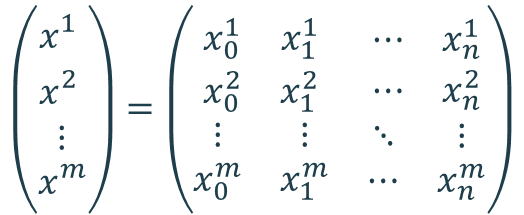 x^1 x_0^1 x_1^1 ⋯ x_n^1
x^2 x_0^2 x_1^2 ⋯ x_n^2
⋮ = ⋮ ⋮ ⋱ ⋮
x^m x_0^m x_1^m ⋯ x_n^m